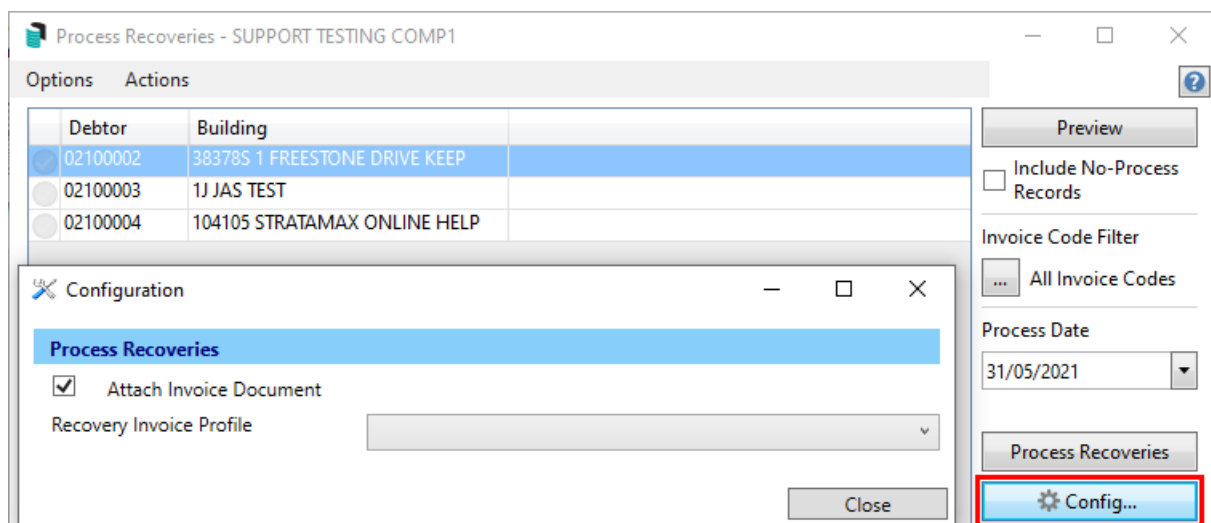 Process Recoveries - SUPPORT TESTING COMP1
Options Actions
Debtor Building
02100002 38378S 1 FREESTONE DRIVE KEEP
02100003 1J JAS TEST
02100004 104105 STRATAMAX ONLINE HELP
Preview
Include No-Process
Records
Invoice Code Filter
... All Invoice Codes
Process Date
31/05/2021
Process Recoveries
Config...
Configuration
Process Recoveries
Attach Invoice Document
Recovery Invoice Profile
Close